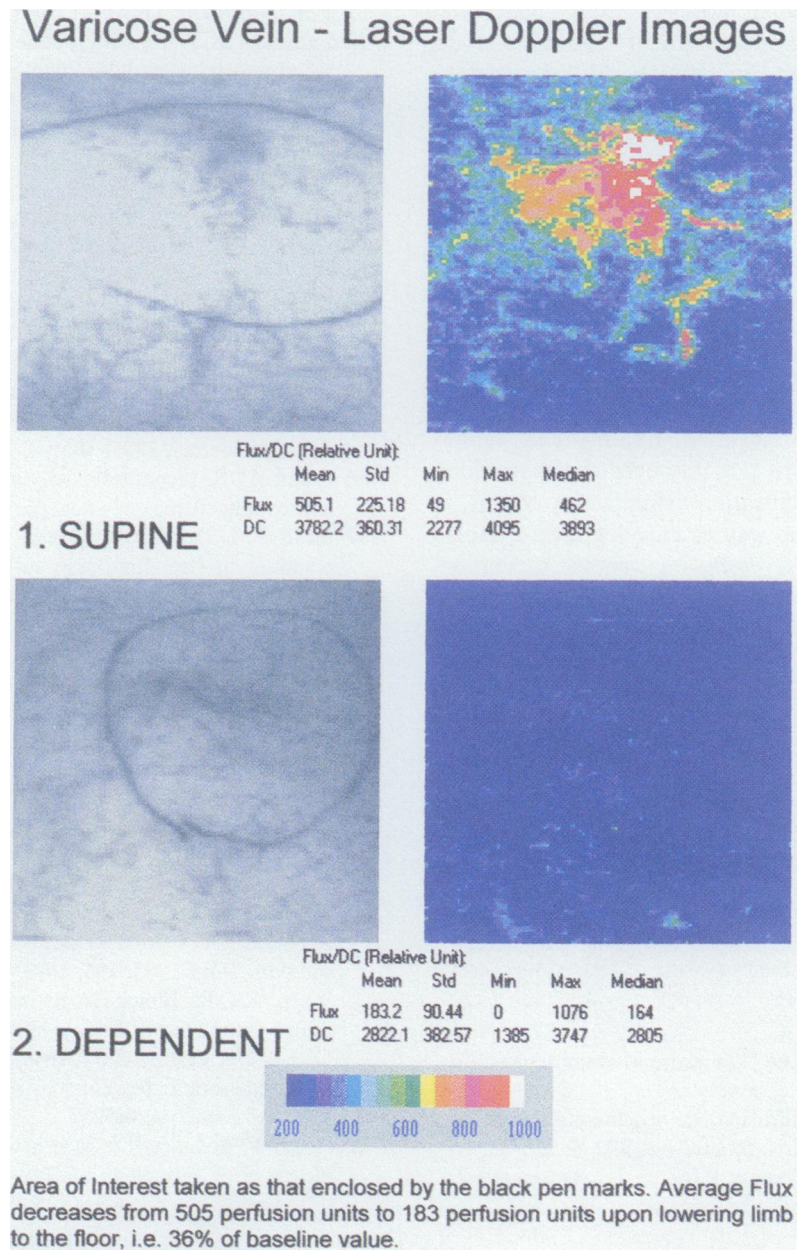 Varicose Vein - Laser Doppler Images
Flux/DC (Relative Unit):
Mean Std Min Max Median
Flux 505.1 225.18 49 1350 462
DC 3782.2 360.31 2277 4095 3893
1. SUPINE
Flux/DC (Relative Unit):
Mean Std Min Max Median
Flux 183.2 90.44 0 1076 164
DC 2822.1 382.57 1385 3747 2805
2. DEPENDENT
200 400 600 800 1000
Area of Interest taken as that enclosed by the black pen marks. Average Flux
decreases from 505 perfusion units to 183 perfusion units upon lowering limb
to the floor, i.e. 36% of baseline value.